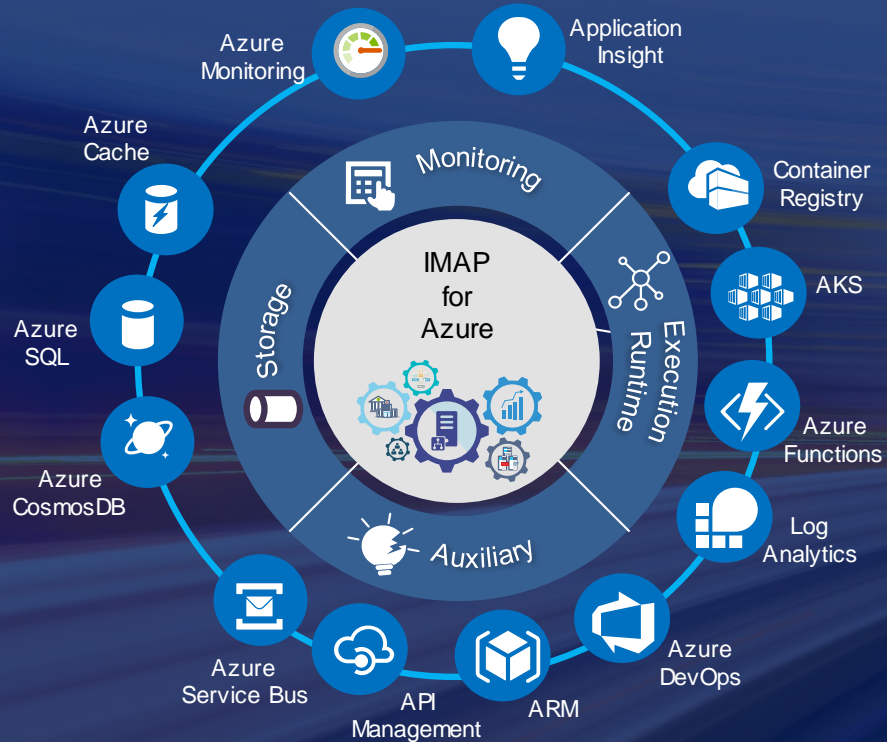 Azure
Monitoring
Application
Insight
Azure
Cache
Monitoring
Container
Registry
IMAP
for
Azure
AKS
Azure
SQL
Storage
Execution
Runtime
Azure
Functions
Azure
CosmosDB
Log
Analytics
Auxiliary
Azure
DevOps
Azure
Service Bus
API
Management
ARM